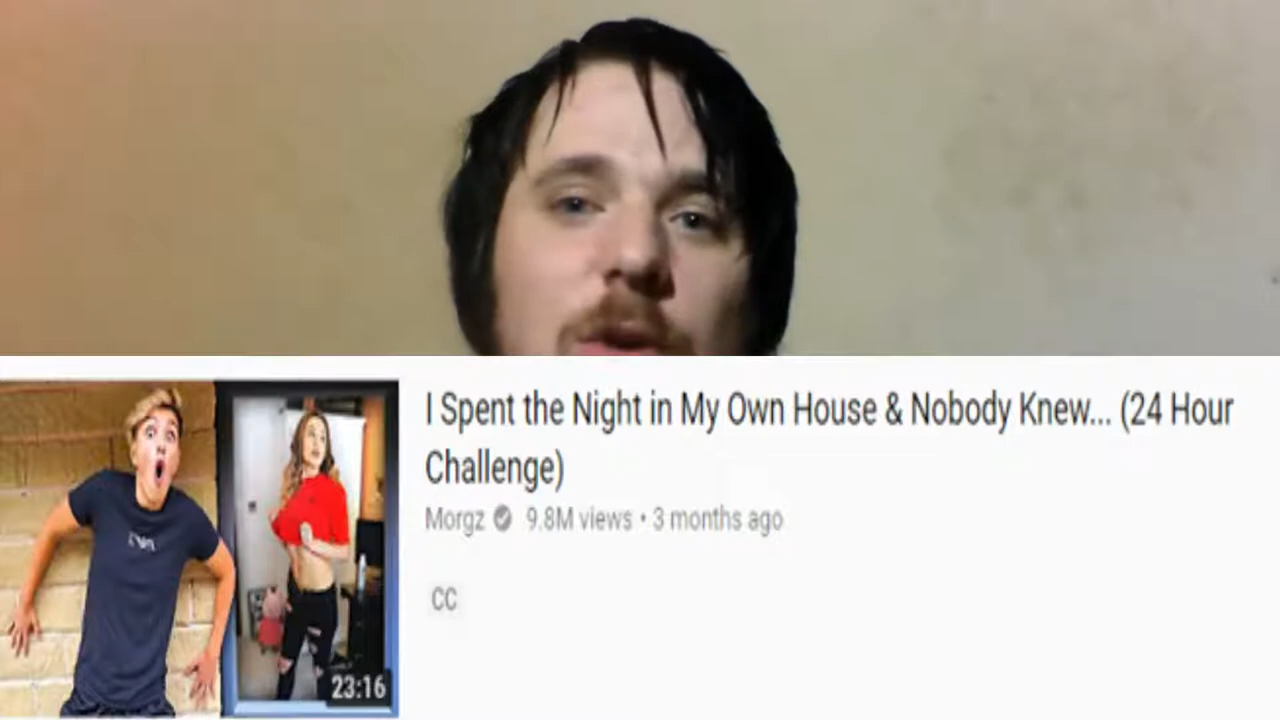 I Spent the Night in My Own House & Nobody Knew... (24 Hour
Challenge)
Morgz 9.8M views • 3 months ago
CC
23:16